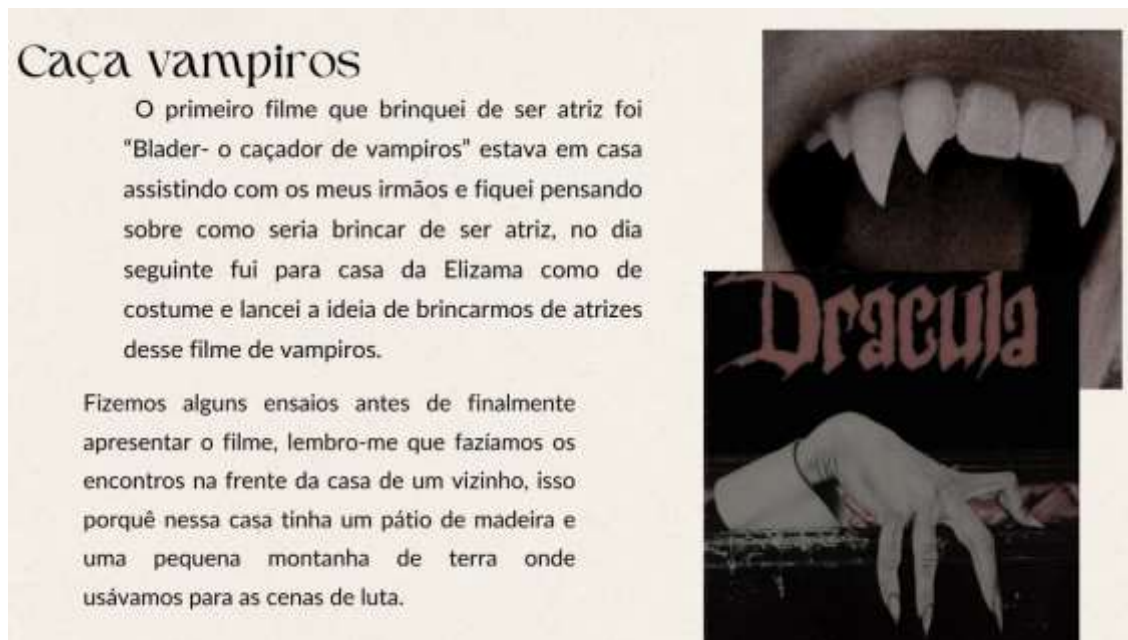 Caça vampiros
O primeiro filme que brinquei de ser atriz foi
"Blader- o caçador de vampiros" estava em casa
assistindo com os meus irmãos e fiquei pensando
sobre como seria brincar de ser atriz, no dia
seguinte fui para casa da Elizama como de
costume e lancei a ideia de brincarmos de atrizes
desse filme de vampiros.
Fizemos alguns ensaios antes de finalmente
apresentar o filme, lembro-me que fazíamos os
encontros na frente da casa de um vizinho, isso
porquê nessa casa tinha um pátio de madeira e
uma pequena montanha de terra onde
usávamos para as cenas de luta.
Dracula